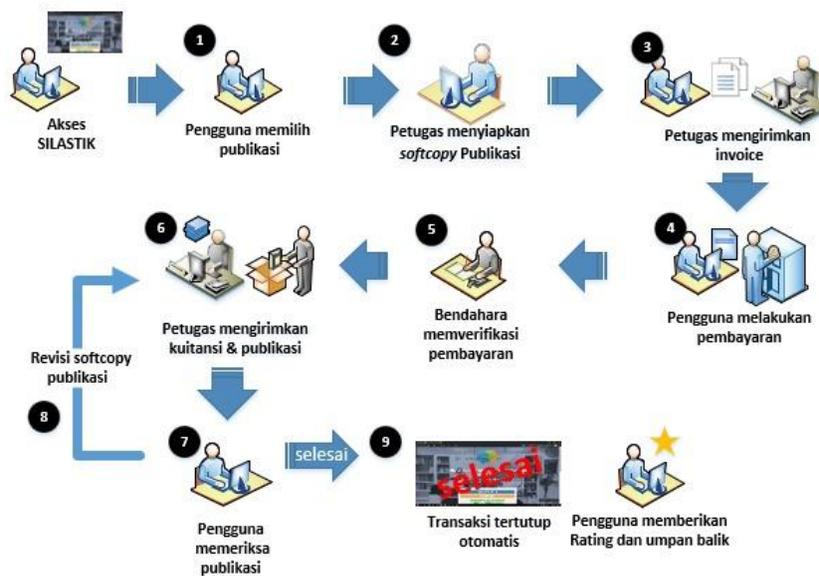 Akses
SILASTIK
1
Pengguna memilih
publikasi
2
Petugas menyiapkan
softcopy Publikasi
3
Petugas mengirimkan
invoice
4
Pengguna melakukan
pembayaran
5
Bendahara
memverifikasi
pembayaran
6
Petugas mengirimkan
kuitansi & publikasi
7
Pengguna
memeriksa
publikasi
8
Revisi softcopy
publikasi
selesai
9
selesai
Transaksi tertutup
otomatis
Pengguna memberikan
Rating dan umpan balik